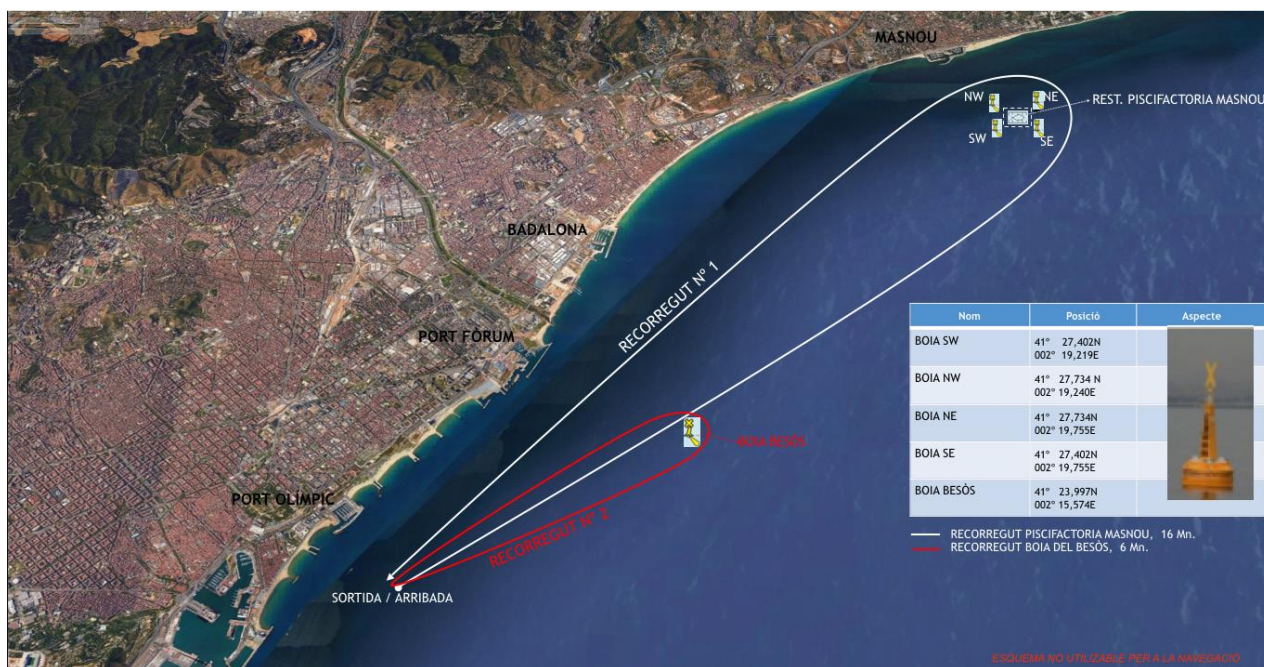 MASNOU
NW
NE
REST. PISCIFACTORIA MASNOU
SW
SE
BADALONA
RECORREGUT Nº 1
PORT FÒRUM
BOIA BESÒS
PORT OLÍMPIC
RECORREGUT Nº 2
SORTIDA / ARRIBADA
Nom Posició Aspecte
BOIA SW 41° 27,402N
002° 19,219E
BOIA NW 41° 27,734 N
002° 19,240E
BOIA NE 41° 27,734N
002° 19,755E
BOIA SE 41° 27,402N
002° 19,755E
BOIA BESÒS 41° 23,997N
002° 15,574E
RECORREGUT PISCIFACTORIA MASNOU, 16 Mn.
RECORREGUT BOIA DEL BESÒS, 6 Mn.
ESQUEMA NO UTILIZABLE PER A LA NAVEGACIÓ